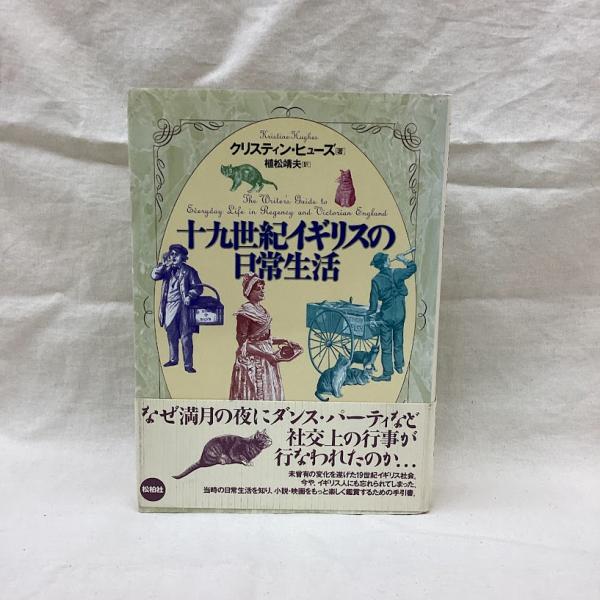 Kristine Hughes
クリスティン・ヒューズ[著]
植松靖夫[訳]
The Writer's Guide to
Everyday Life in Regency and Victorian England
十九世紀イギリスの
日常生活
なぜ満月の夜にダンス・パーティなど
社交上の行事が
行なわれたのか...
未曾有の変化を遂げた19世紀イギリス社会。
今や、イギリス人にも忘れられてしまった、
当時の日常生活を知り、小説・映画をもっと楽しく鑑賞するための手引書。
松柏社